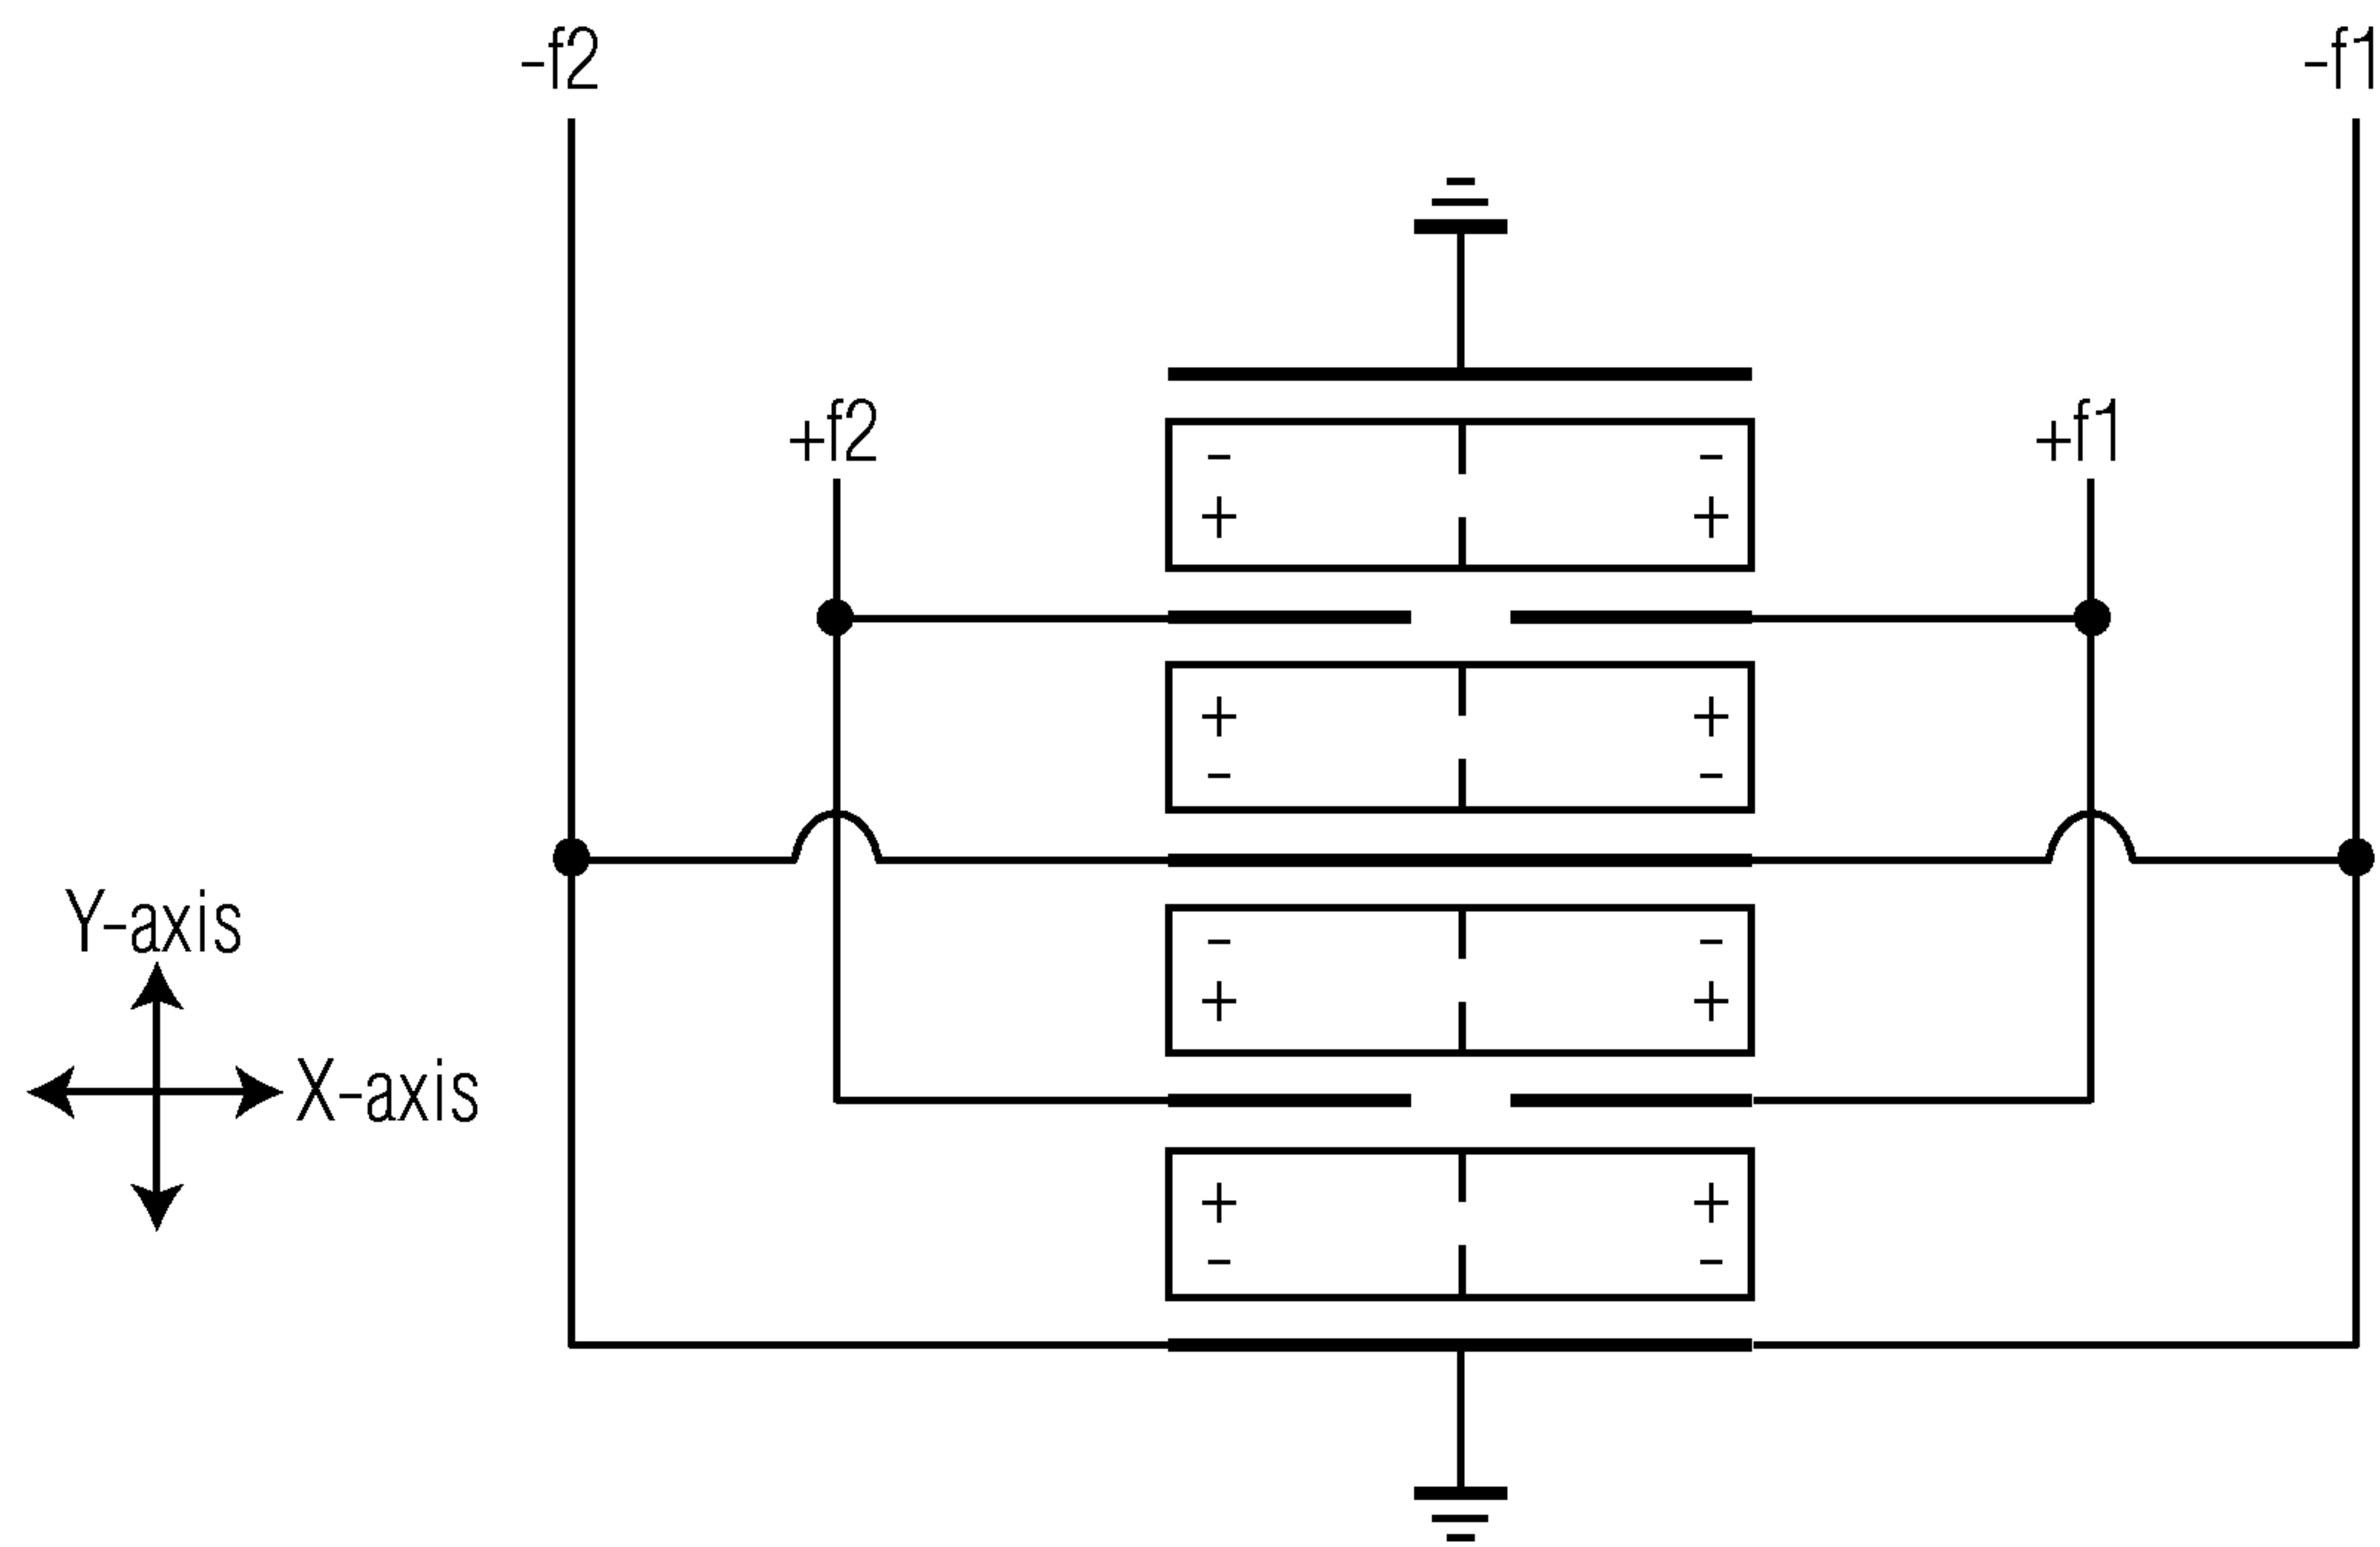 -f2
-f1
+f2
+f1
- -
+ +
+ +
- -
- -
+ +
+ +
- -
Y-axis
X-axis